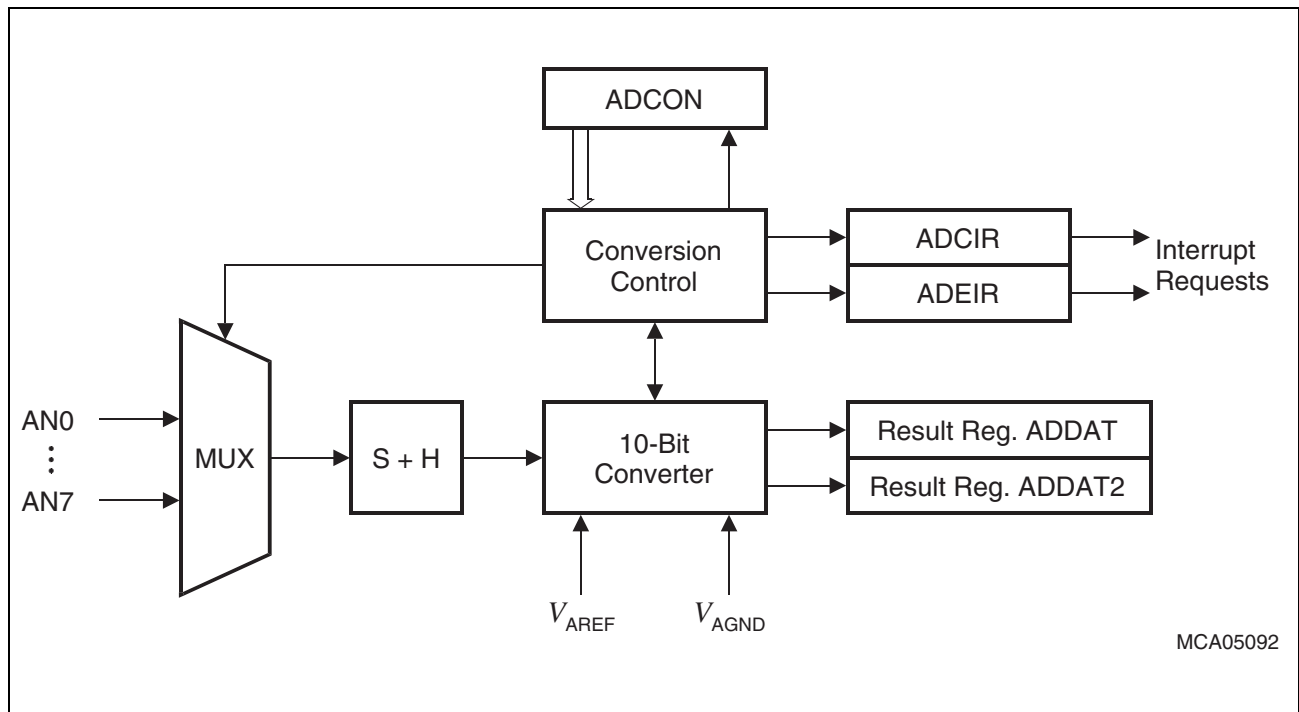 ADCON
Conversion
Control
ADCIR
ADEIR
Interrupt
Requests
AN0
⋮
AN7
MUX
S + H
10-Bit
Converter
Result Reg. ADDAT
Result Reg. ADDAT2
VAREF
VAGND
MCA05092